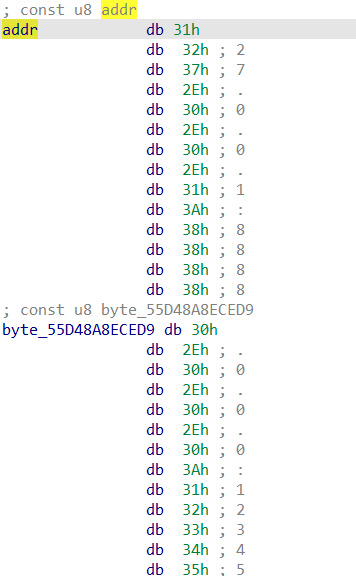 ; const u8 addr
addr db 31h
db 32h ; 2
db 37h ; 7
db 2Eh ; .
db 30h ; 0
db 2Eh ; .
db 30h ; 0
db 2Eh ; .
db 31h ; 1
db 3Ah ; :
db 38h ; 8
db 38h ; 8
db 38h ; 8
db 38h ; 8
; const u8 byte_55D48A8ECED9
byte_55D48A8ECED9 db 30h
db 2Eh ; .
db 30h ; 0
db 2Eh ; .
db 30h ; 0
db 2Eh ; .
db 30h ; 0
db 3Ah ; :
db 31h ; 1
db 32h ; 2
db 33h ; 3
db 34h ; 4
db 35h ; 5